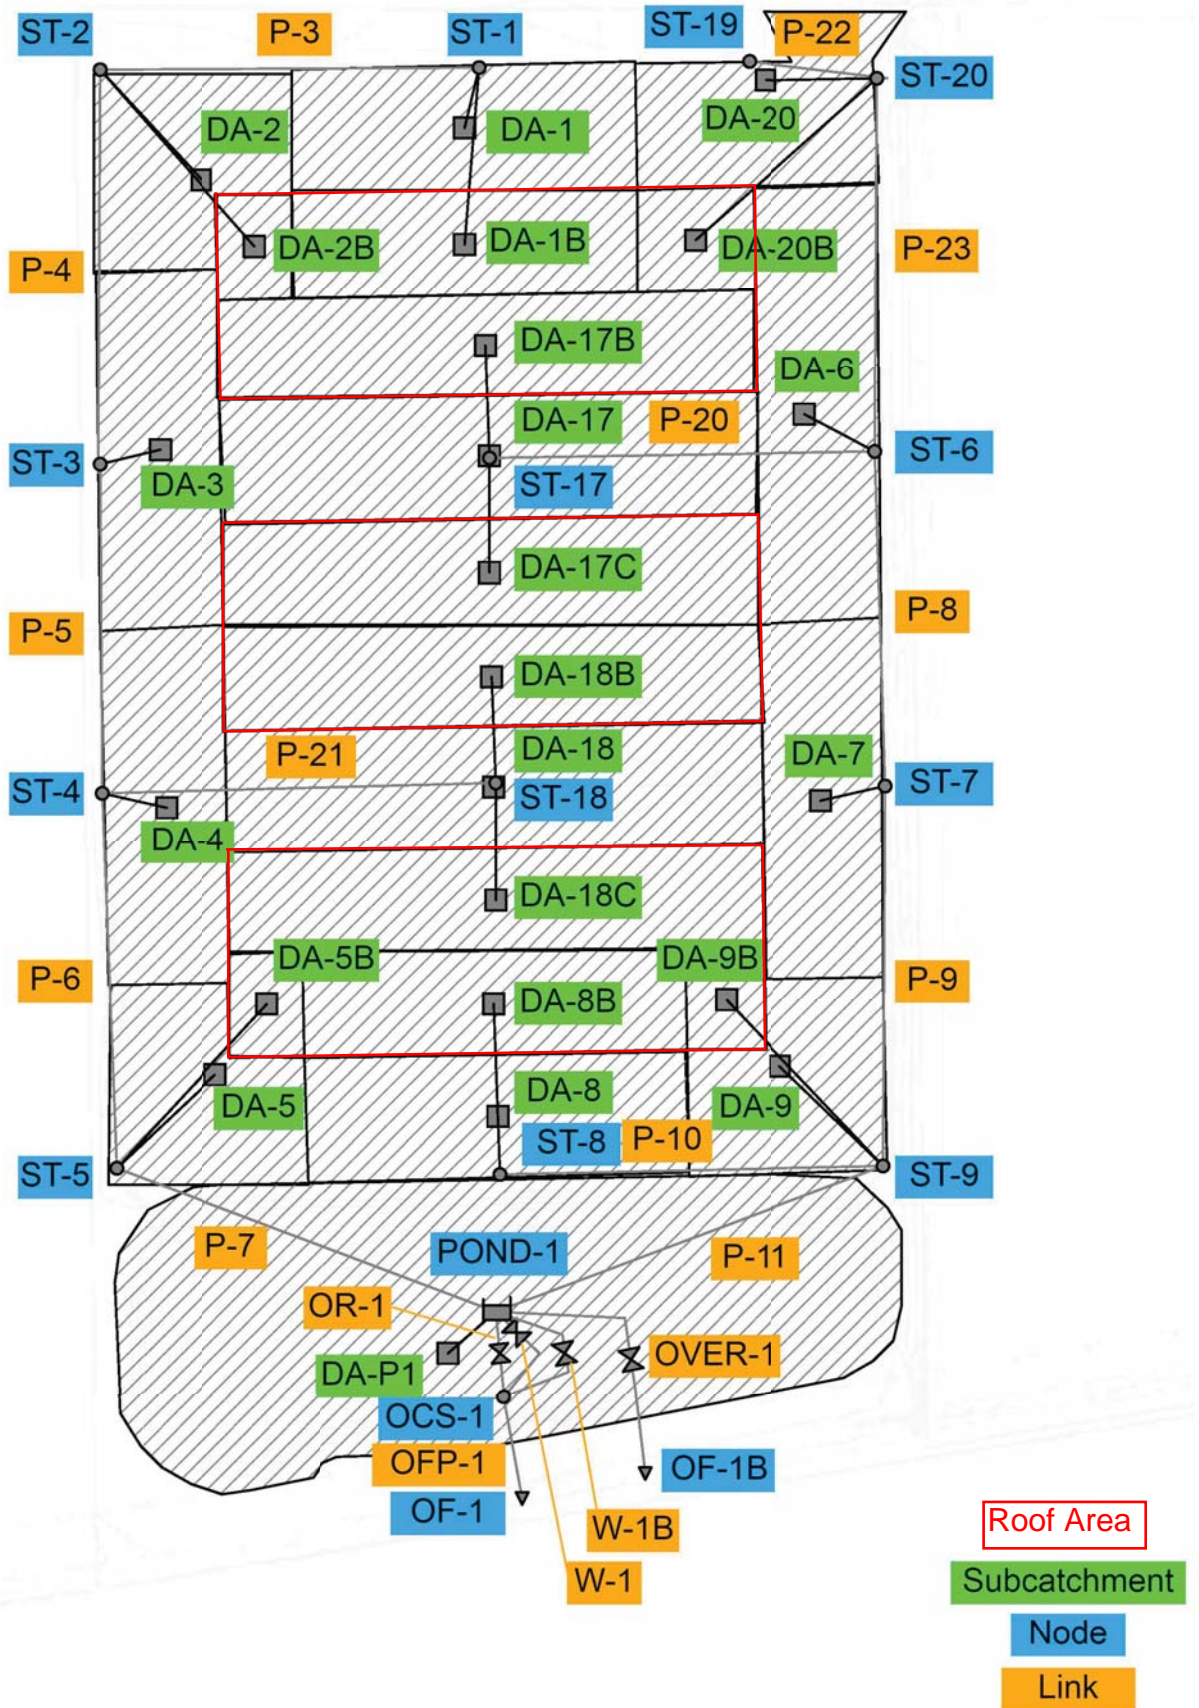 ST-2
P-3
ST-1
ST-19
P-22
ST-20
DA-2
DA-1
DA-20
DA-2B
DA-1B
DA-20B
P-23
P-4
DA-17B
DA-6
DA-17
P-20
ST-3
DA-3
ST-17
ST-6
DA-17C
P-5
P-8
DA-18B
P-21
DA-18
DA-7
ST-4
ST-18
ST-7
DA-4
DA-18C
P-6
DA-5B
DA-9B
P-9
DA-8B
DA-5
DA-8
DA-9
ST-5
ST-8
P-10
ST-9
P-7
POND-1
P-11
OR-1
OVER-1
DA-P1
OCS-1
OFP-1
OF-1B
OF-1
W-1B
W-1
Roof Area
Subcatchment
Node
Link